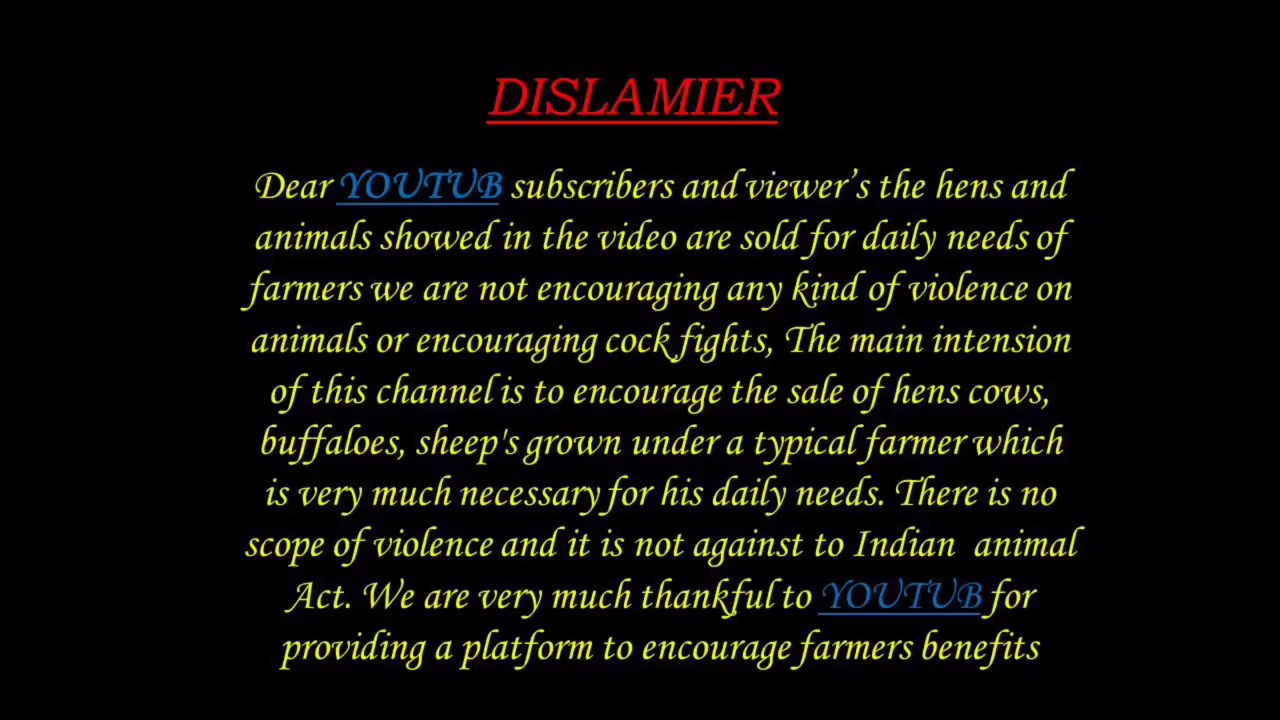 DISLAMIER
Dear YOUTUB subscribers and viewer’s the hens and
animals showed in the video are sold for daily needs of
farmers we are not encouraging any kind of violence on
animals or encouraging cock fights, The main intension
of this channel is to encourage the sale of hens cows,
buffaloes, sheep's grown under a typical farmer which
is very much necessary for his daily needs. There is no
scope of violence and it is not against to Indian  animal
Act. We are very much thankful to YOUTUB for
providing a platform to encourage farmers benefits